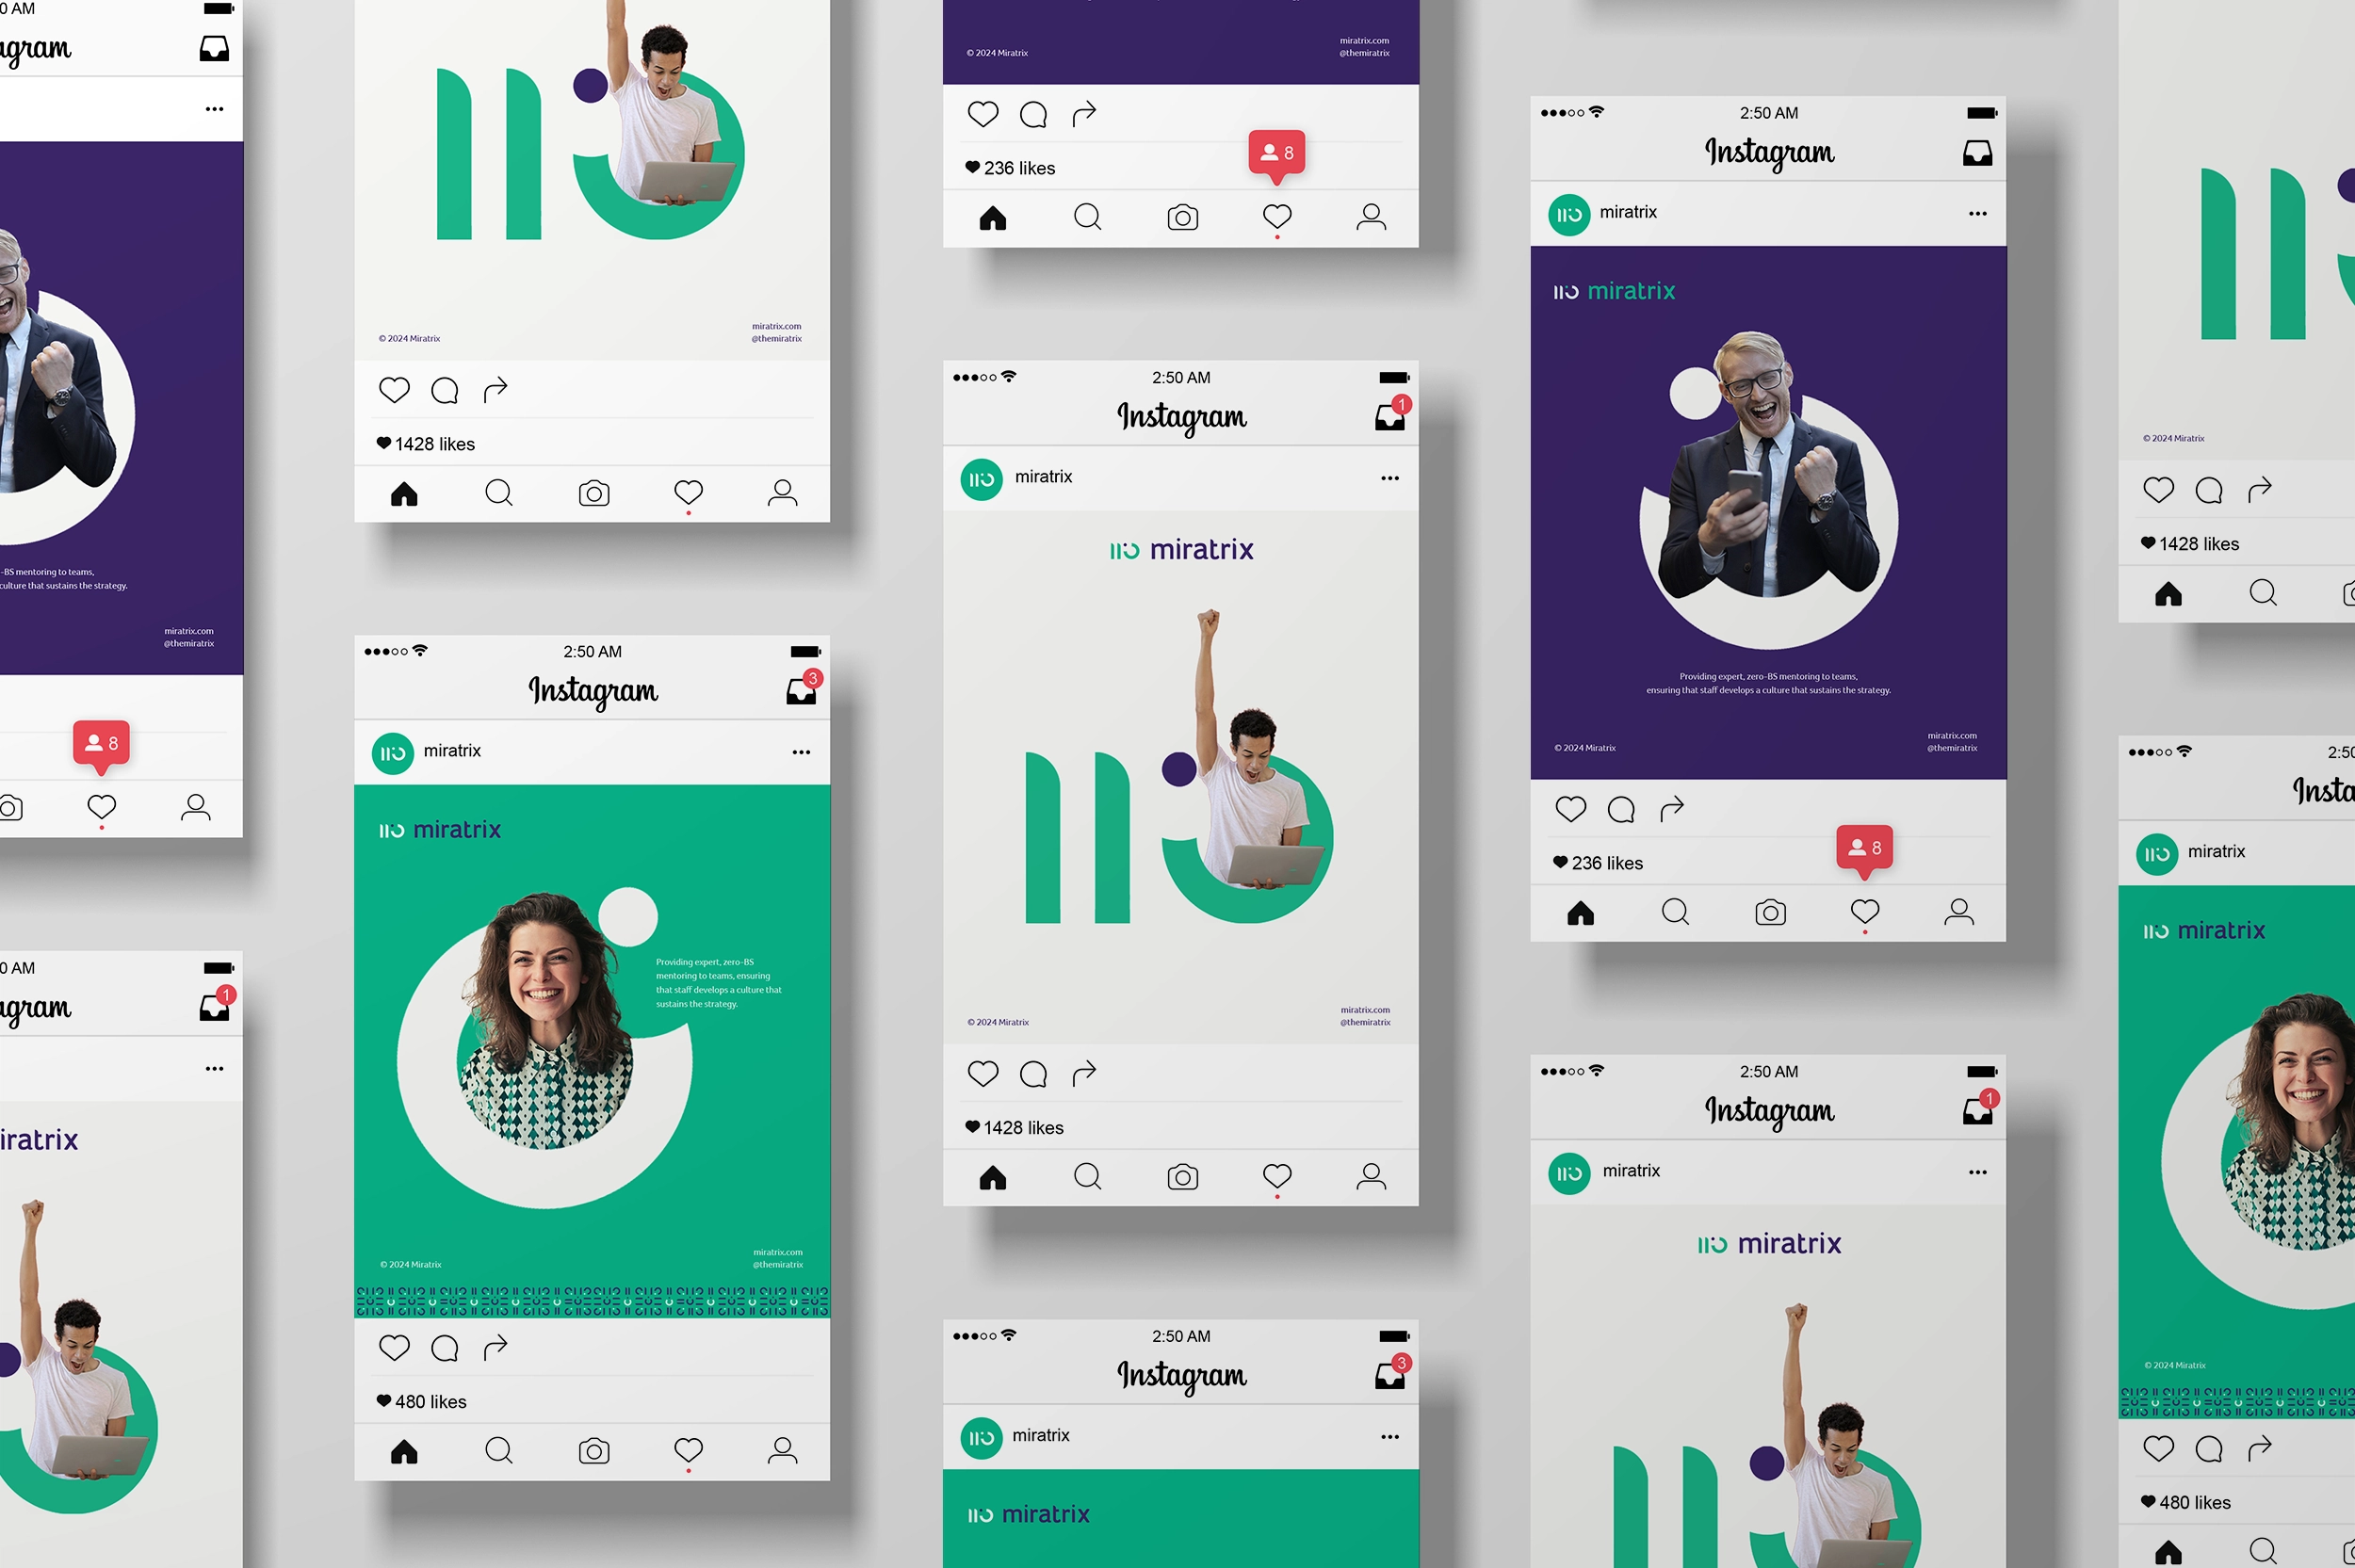 0 AM
agram
-BS mentoring to teams,
culture that sustains the strategy.
miratrix.com
@themiratrix
8
0 AM
agram
1
iratrix
© 2024 Miratrix
miratrix.com
@themiratrix
1428 likes
2:50 AM
Instagram
3
miratrix
miratrix
Providing expert, zero-BS
mentoring to teams, ensuring
that staff develops a culture that
sustains the strategy.
© 2024 Miratrix
miratrix.com
@themiratrix
480 likes
© 2024 Miratrix
miratrix.com
@themiratrix
236 likes
8
2:50 AM
Instagram
1
miratrix
miratrix
© 2024 Miratrix
miratrix.com
@themiratrix
1428 likes
2:50 AM
Instagram
3
miratrix
miratrix
2:50 AM
Instagram
miratrix
miratrix
Providing expert, zero-BS mentoring to teams,
ensuring that staff develops a culture that sustains the strategy.
© 2024 Miratrix
miratrix.com
@themiratrix
236 likes
8
2:50 AM
Instagram
1
miratrix
miratrix
© 2024 Miratrix
1428 likes
2:50
Insta
miratrix
miratrix
© 2024 Miratrix
480 likes